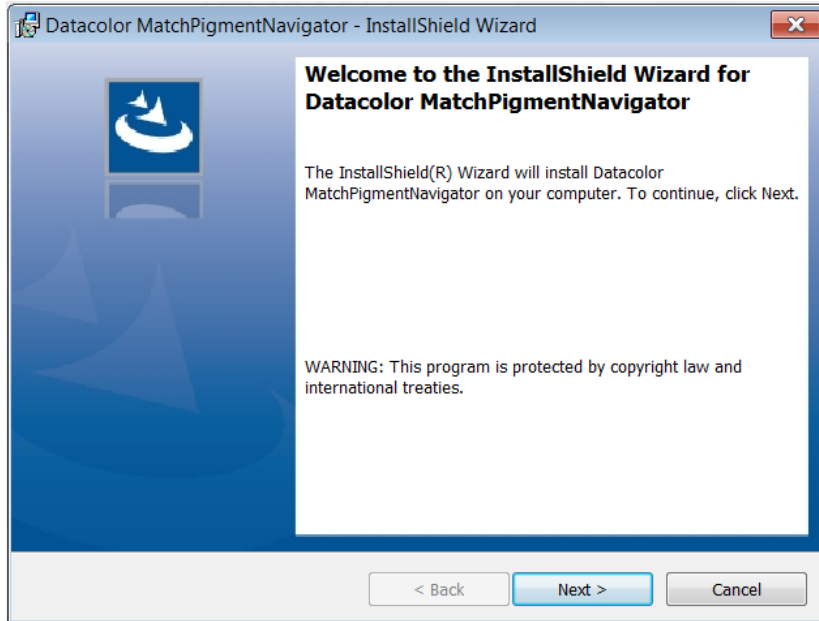 Datacolor MatchPigmentNavigator - InstallShield Wizard
Welcome to the InstallShield Wizard for
Datacolor MatchPigmentNavigator
The InstallShield(R) Wizard will install Datacolor
MatchPigmentNavigator on your computer. To continue, click Next.
WARNING: This program is protected by copyright law and
international treaties.
< Back
Next >
Cancel